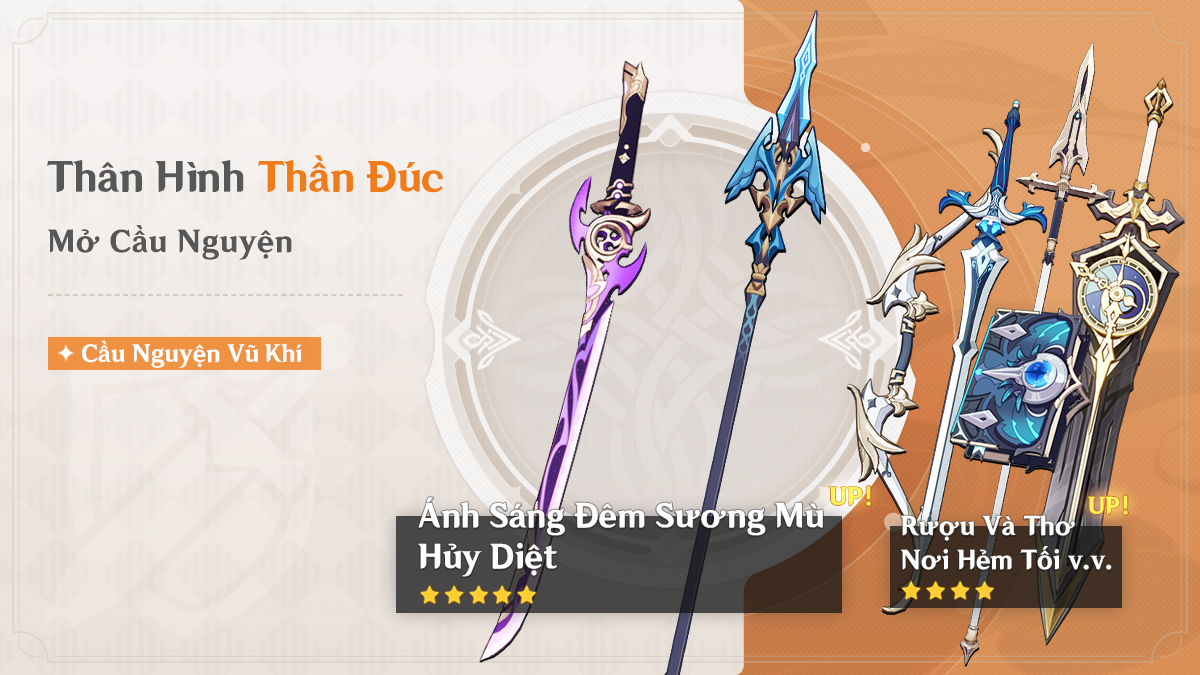 Thân Hình Thần Đúc
Mở Cầu Nguyện
Cầu Nguyện Vũ Khí
UP!
Ánh Sáng Đêm Sương Mù
Hủy Diệt
UP!
Rượu Và Thơ
Nơi Hẻm Tối v.v.